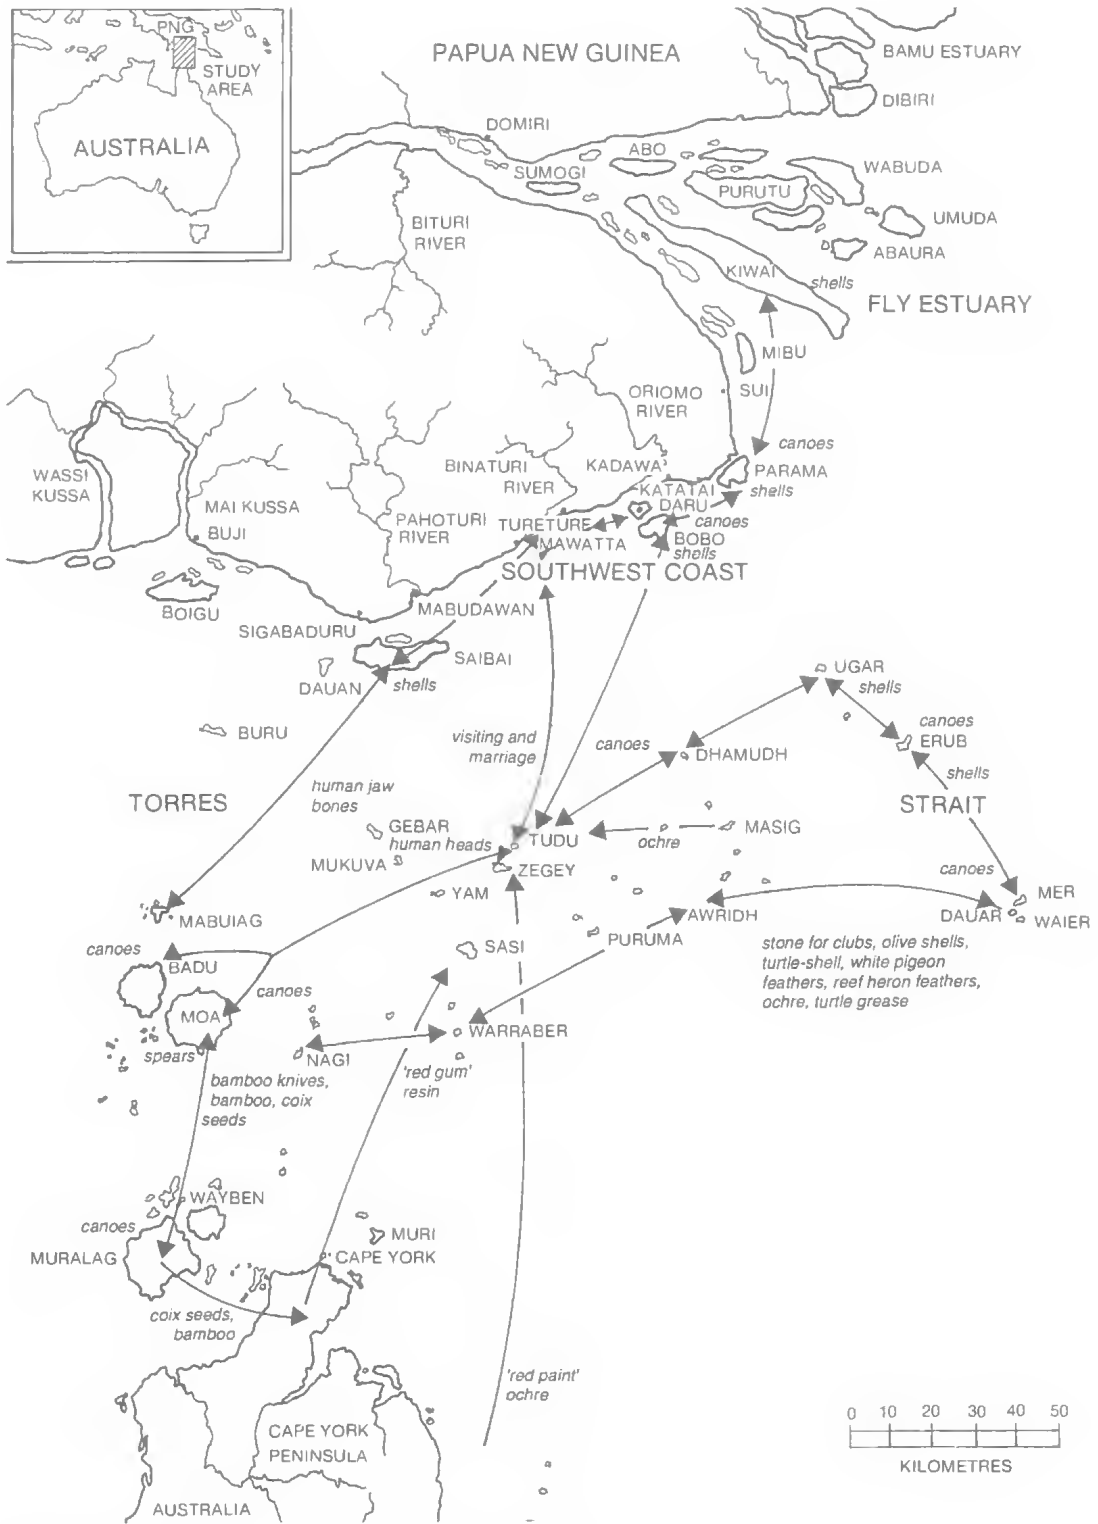 PNG
STUDY
AREA
AUSTRALIA
PAPUA NEW GUINEA
BAMU ESTUARY
DIBIRI
DOMIRI
ABO
SUMOGI
WABUDA
PURUTU
UMUDA
ABAURA
BITURI
RIVER
KIWAI
shells
FLY ESTUARY
MIBU
SUI
ORIOMO
RIVER
canoes
PARAMA
shells
WASSI
KUSSA
MAI KUSSA
BUJI
BINATURI
RIVER
KADAWA
KATATAI
DARU
canoes
BOBO
shells
PAHOTURI
RIVER
TURETURE
MAWATTA
SOUTHWEST COAST
BOIGU
MABUDAWAN
SIGABADURU
SAIBAI
DAUAN
shells
UGAR
shells
BURU
visiting and
marriage
canoes
DHAMUDH
canoes
ERUB
shells
human jaw
bones
TORRES
STRAIT
GEBAR
human heads
TUDU
ochre
MASIG
MUKUVA
ZEGEY
YAM
canoes
MER
DAUAR
WAIER
MABUIAG
AWRIDH
PURUMA
SASI
stone for clubs, olive shells,
turtle-shell, white pigeon
feathers, reef heron feathers,
ochre, turtle grease
canoes
BADU
canoes
MOA
WARRABER
spears
NAGI
'red gum'
resin
bamboo knives,
bamboo, coix
seeds
WAYBEN
canoes
MURALAG
MURI
CAPE YORK
coix seeds,
bamboo
'red paint'
ochre
CAPE YORK
PENINSULA
AUSTRALIA
0 10 20 30 40 50
KILOMETRES